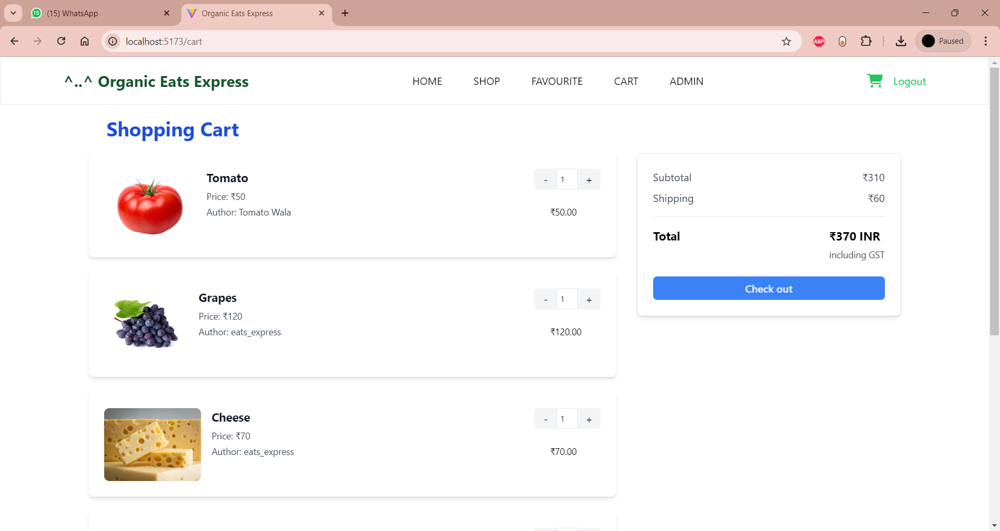 15 (15) WhatsApp
Organic Eats Express
localhost:5173/cart
ABP
Paused
^..^ Organic Eats Express
HOME
SHOP
FAVOURITE
CART
ADMIN
Logout
Shopping Cart
Tomato
Price: ₹50
Author: Tomato Wala
- 1 +
₹50.00
Grapes
Price: ₹120
Author: eats_express
- 1 +
₹120.00
Cheese
Price: ₹70
Author: eats_express
- 1 +
₹70.00
Subtotal ₹310
Shipping ₹60
Total ₹370 INR
including GST
Check out